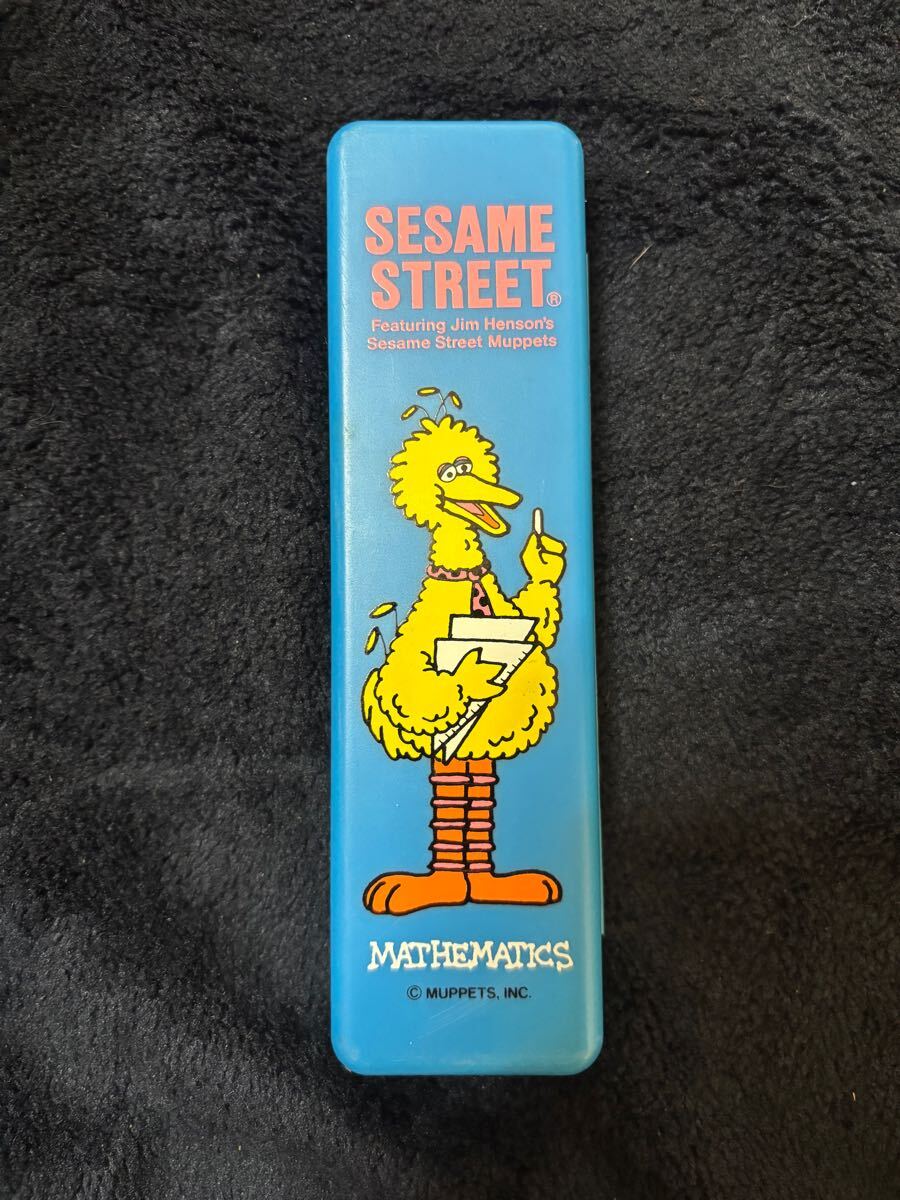 SESAME
STREET®
Featuring Jim Henson's
Sesame Street Muppets
MATHEMATICS
© MUPPETS, INC.